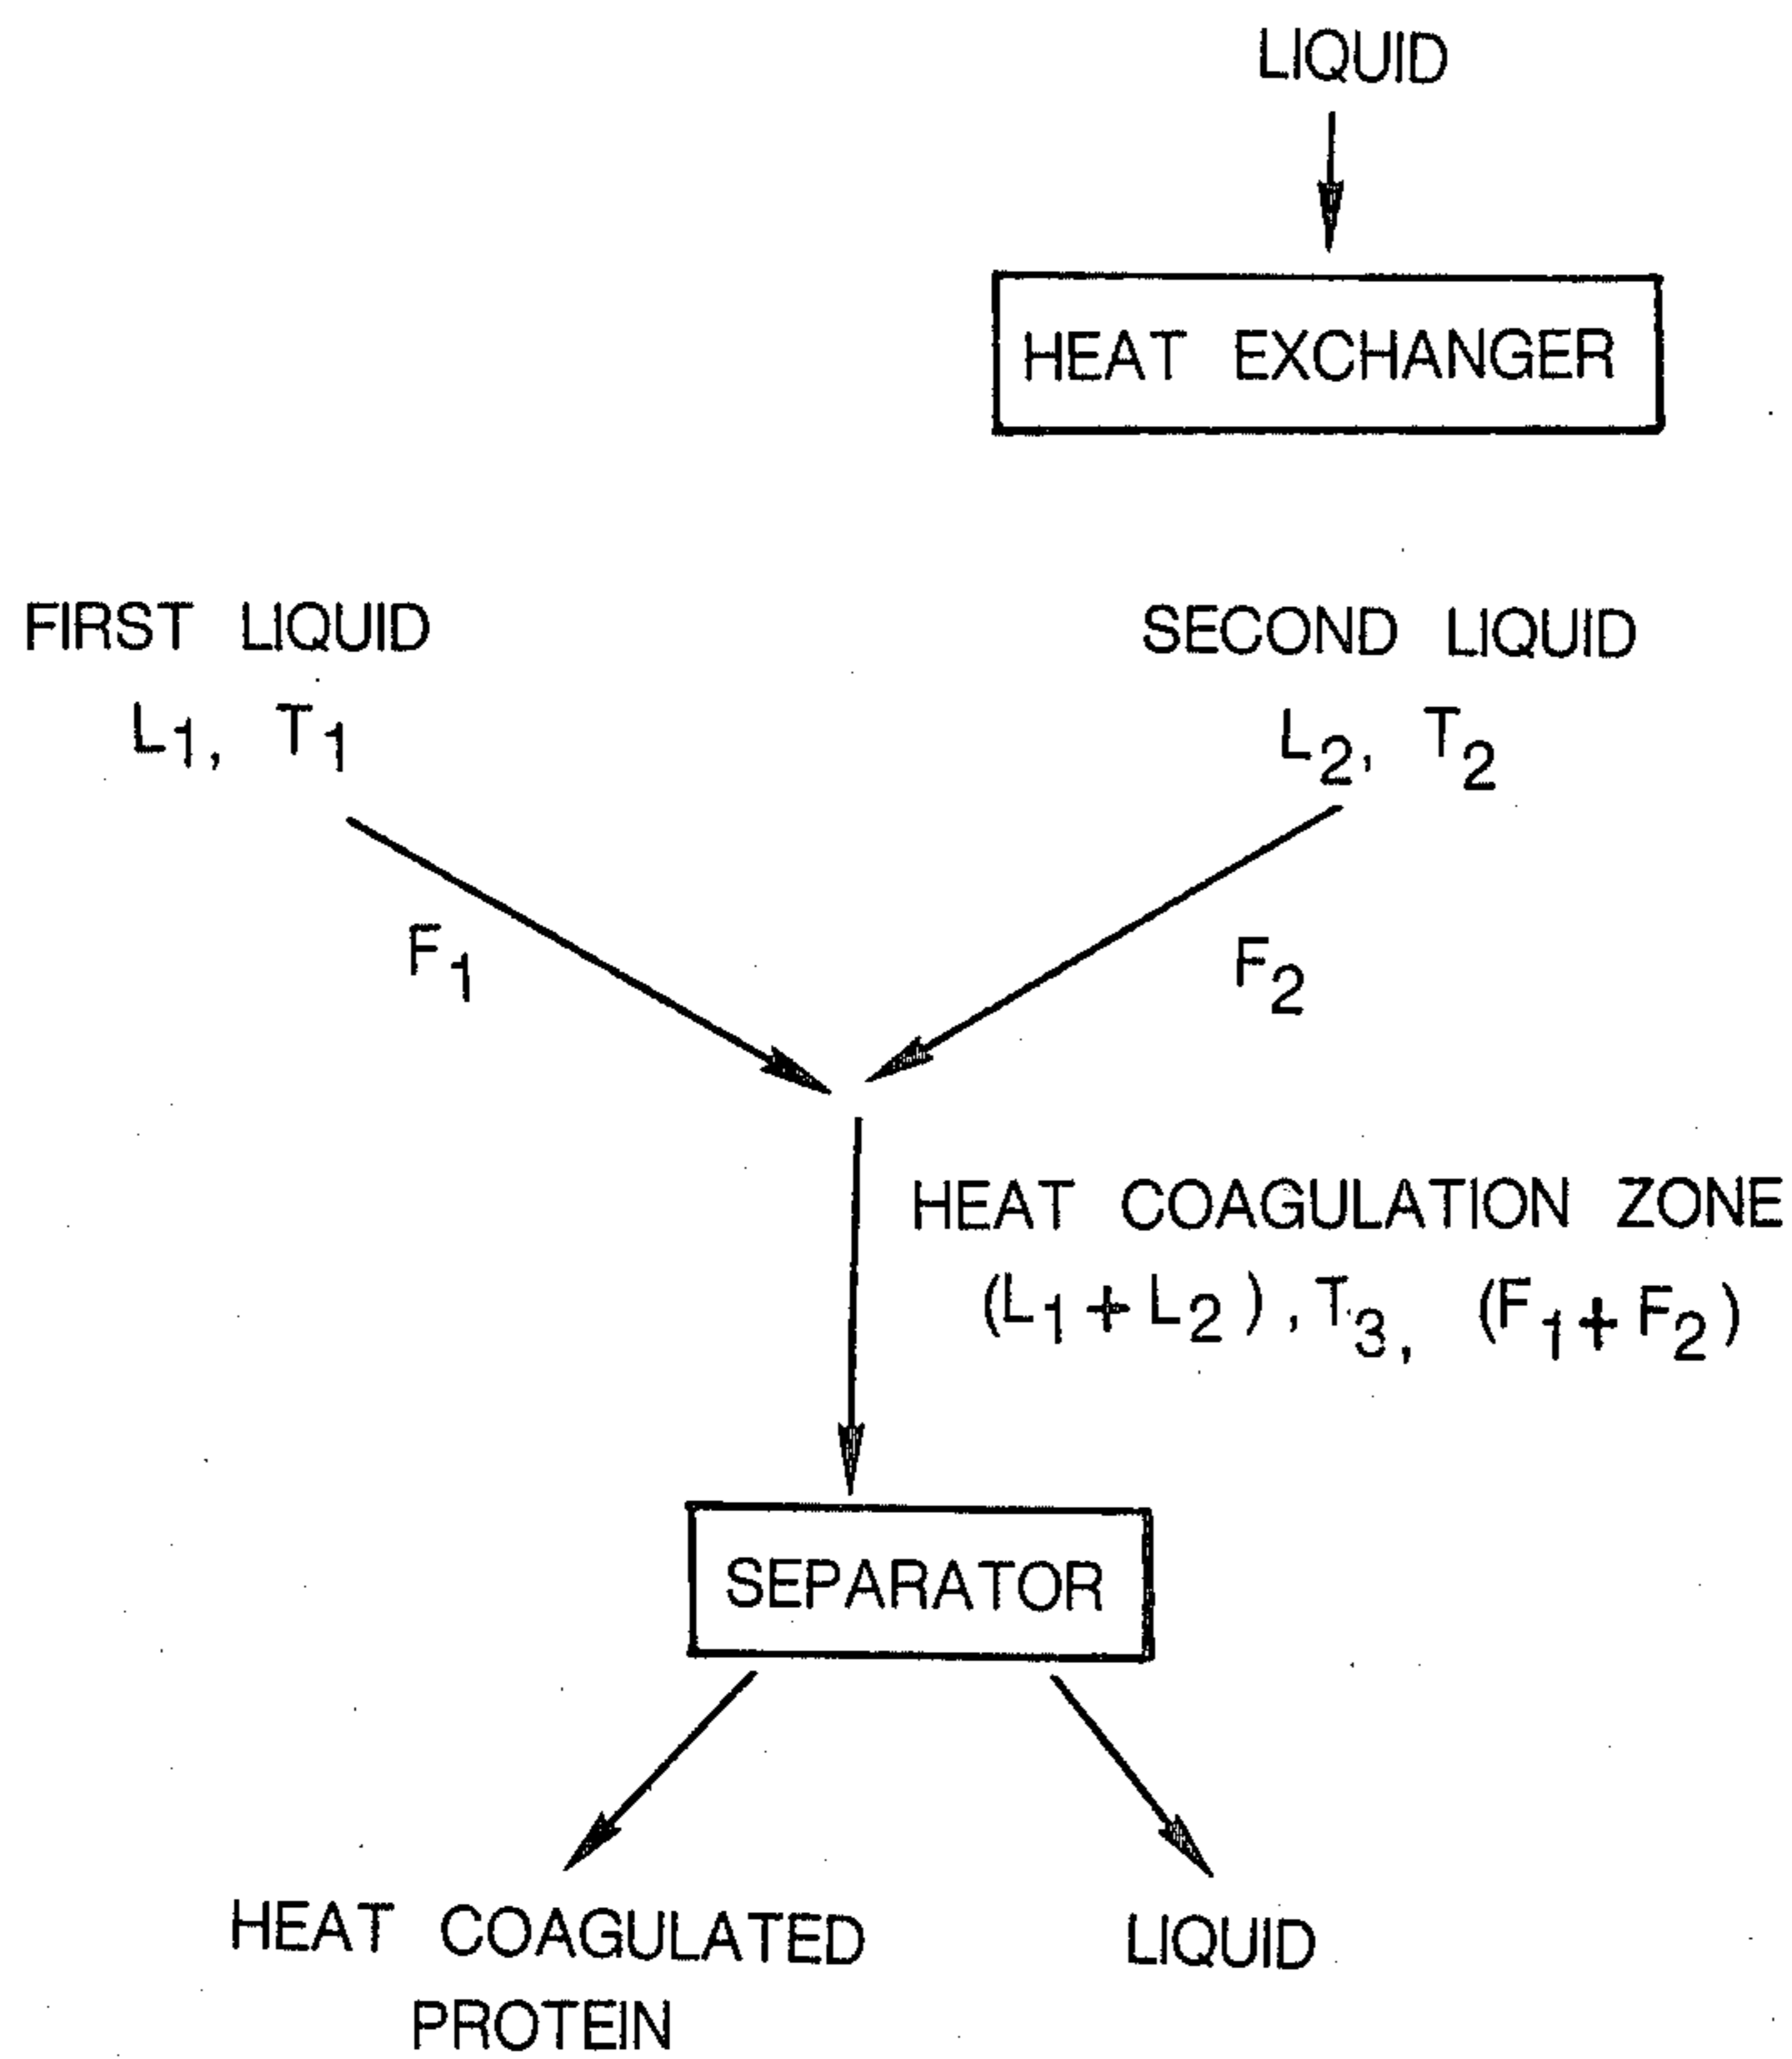 LIQUID
HEAT EXCHANGER
FIRST LIQUID
L1, T1
SECOND LIQUID
L2, T2
F1
F2
HEAT COAGULATION ZONE
(L1+L2), T3, (F1+F2)
SEPARATOR
HEAT COAGULATED
PROTEIN
LIQUID